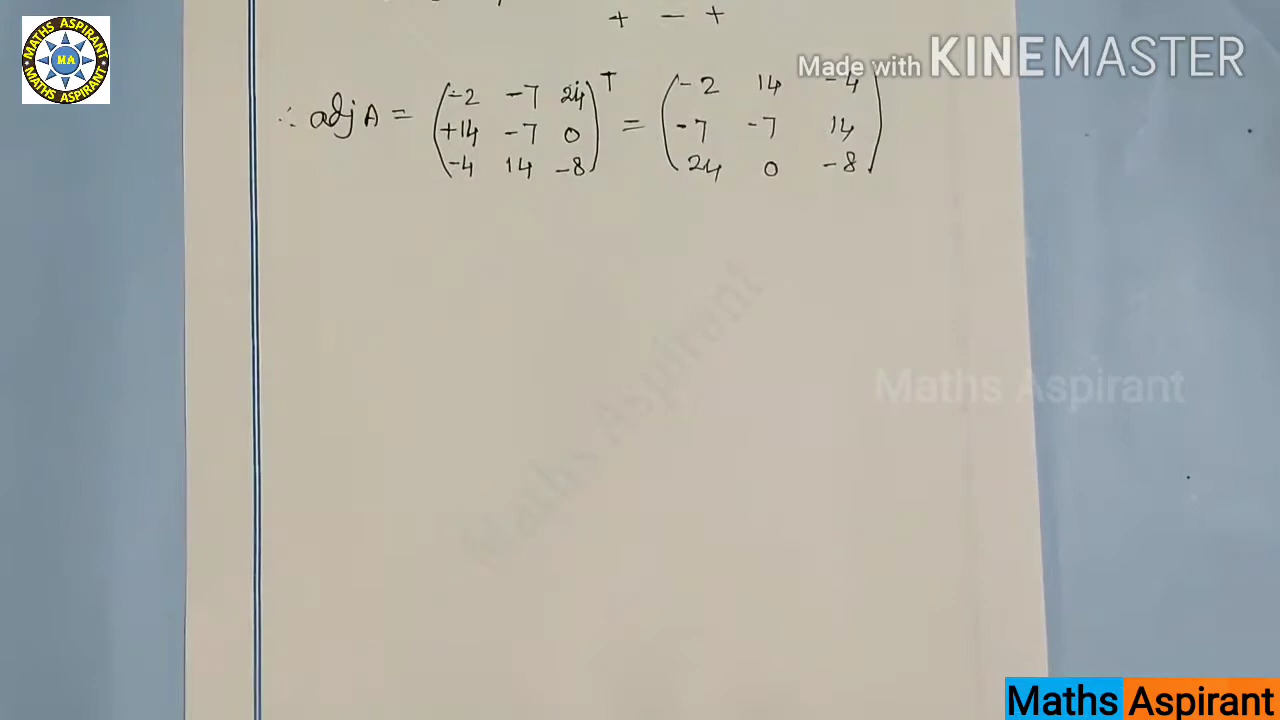 MATHS ASPIRANT
MA
MATHS ASPIRANT
+ − +
Made with KINEMASTER
∴ adj A = (−2 −7 24
+14 −7 0
−4 14 −8)ᵀ = (−2 14 −4
−7 −7 14
24 0 −8)
Maths Aspirant
Maths Aspirant
Maths Aspirant